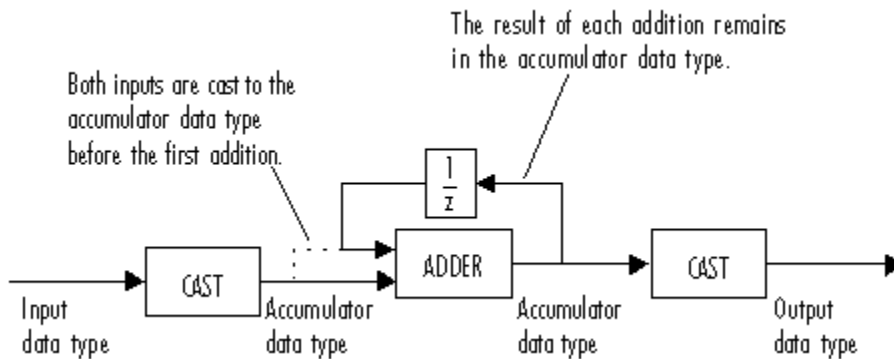 The result of each addition remains
in the accumulator data type.
Both inputs are cast to the
accumulator data type
before the first addition.
1
z
CAST
ADDER
CAST
Input
data type
Accumulator
data type
Accumulator
data type
Output
data type